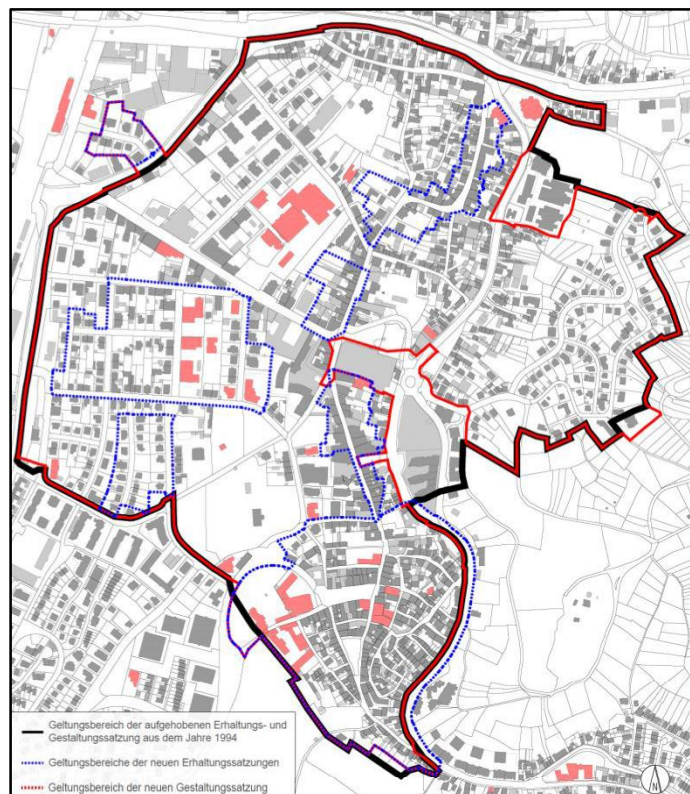 Geltungsbereich der aufgehobenen Erhaltungs- und
Gestaltungssatzung aus dem Jahre 1994
Geltungsbereiche der neuen Erhaltungssatzungen
Geltungsbereich der neuen Gestaltungssatzung